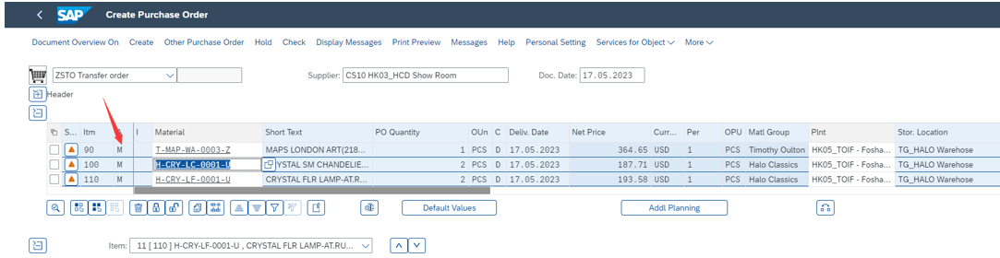 SAP Create Purchase Order
Document Overview On Create Other Purchase Order Hold Check Display Messages Print Preview Messages Help Personal Setting Services for Object More
ZSTO Transfer order Supplier: CS10 HK03_HCD Show Room Doc. Date: 17.05.2023
Header
S... Itm I Material Short Text PO Quantity OUn C Deliv. Date Net Price Curr... Per OPU Matl Group Plnt Stor. Location
90 M T-MAP-WA-0003-Z MAPS LONDON ART(218... 1 PCS D 17.05.2023 364.65 USD 1 PCS Timothy Oulton HK05_TOIF - Fosha... TG_HALO Warehose
100 M H-CRY-LC-0001-U YSTAL SM CHANDELIE... 2 PCS D 17.05.2023 187.71 USD 1 PCS Halo Classics HK05_TOIF - Fosha... TG_HALO Warehose
110 M H-CRY-LF-0001-U CRYSTAL FLR LAMP-AT.R... 2 PCS D 17.05.2023 193.58 USD 1 PCS Halo Classics HK05_TOIF - Fosha... TG_HALO Warehose
Default Values Addl Planning
Item: 11 [ 110 ] H-CRY-LF-0001-U , CRYSTAL FLR LAMP-AT.RU...